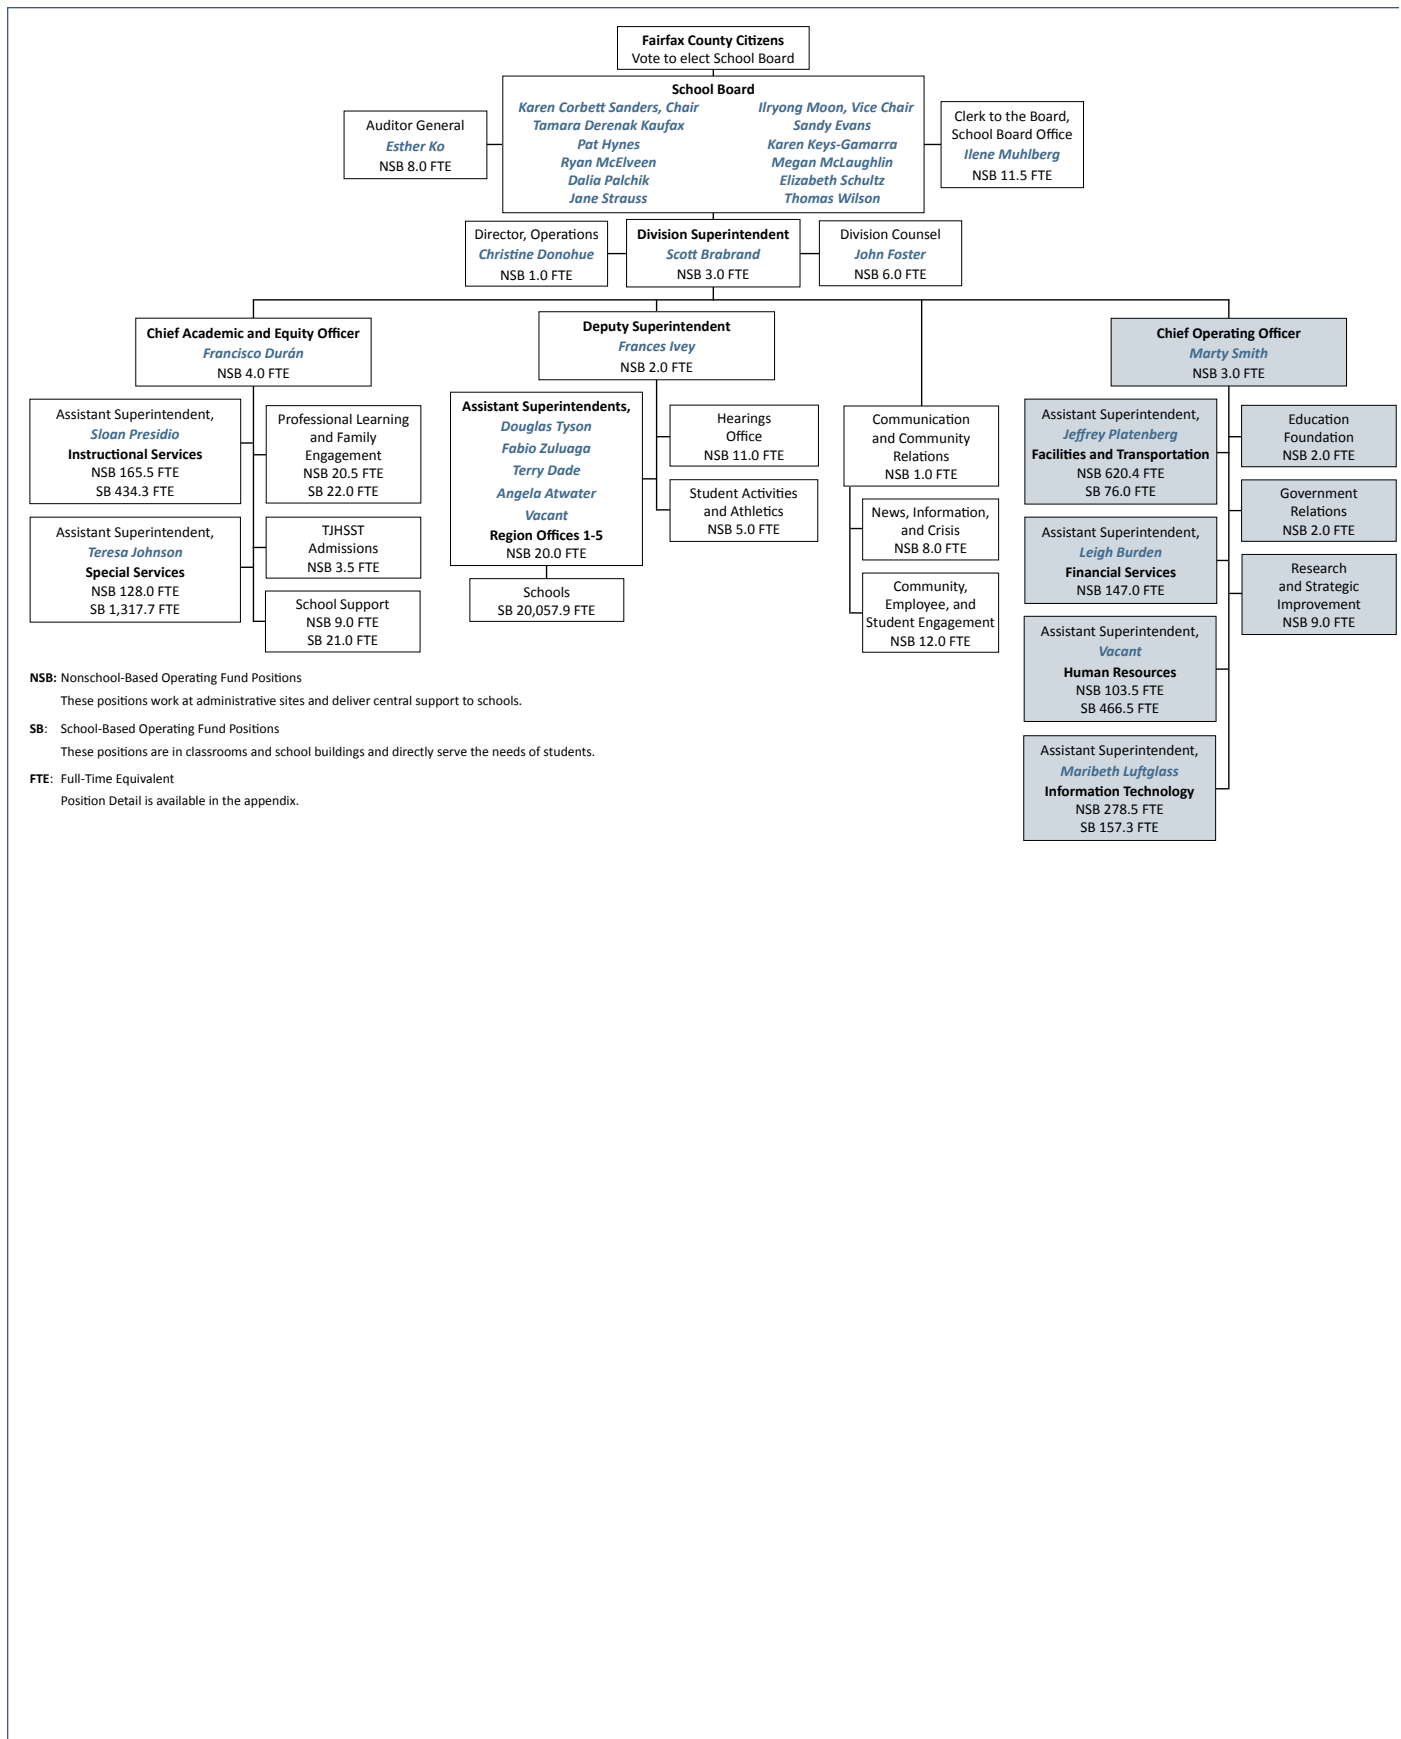 Fairfax County Citizens
Vote to elect School Board
School Board
Karen Corbett Sanders, Chair
Tamara Derenak Kaufax
Pat Hynes
Ryan McElveen
Dalia Palchik
Jane Strauss
Ilryong Moon, Vice Chair
Sandy Evans
Karen Keys-Gamarra
Megan McLaughlin
Elizabeth Schultz
Thomas Wilson
Auditor General
Esther Ko
NSB 8.0 FTE
Clerk to the Board,
School Board Office
Ilene Muhlberg
NSB 11.5 FTE
Director, Operations
Christine Donohue
NSB 1.0 FTE
Division Superintendent
Scott Brabrand
NSB 3.0 FTE
Division Counsel
John Foster
NSB 6.0 FTE
Chief Academic and Equity Officer
Francisco Durán
NSB 4.0 FTE
Assistant Superintendent,
Sloan Presidio
Instructional Services
NSB 165.5 FTE
SB 434.3 FTE
Assistant Superintendent,
Teresa Johnson
Special Services
NSB 128.0 FTE
SB 1,317.7 FTE
Professional Learning
and Family
Engagement
NSB 20.5 FTE
SB 22.0 FTE
TJHSST
Admissions
NSB 3.5 FTE
School Support
NSB 9.0 FTE
SB 21.0 FTE
Deputy Superintendent
Frances Ivey
NSB 2.0 FTE
Assistant Superintendents,
Douglas Tyson
Fabio Zuluaga
Terry Dade
Angela Atwater
Vacant
Region Offices 1-5
NSB 20.0 FTE
Schools
SB 20,057.9 FTE
Hearings
Office
NSB 11.0 FTE
Student Activities
and Athletics
NSB 5.0 FTE
Communication
and Community
Relations
NSB 1.0 FTE
News, Information,
and Crisis
NSB 8.0 FTE
Community,
Employee, and
Student Engagement
NSB 12.0 FTE
Chief Operating Officer
Marty Smith
NSB 3.0 FTE
Assistant Superintendent,
Jeffrey Platenberg
Facilities and Transportation
NSB 620.4 FTE
SB 76.0 FTE
Assistant Superintendent,
Leigh Burden
Financial Services
NSB 147.0 FTE
Assistant Superintendent,
Vacant
Human Resources
NSB 103.5 FTE
SB 466.5 FTE
Assistant Superintendent,
Maribeth Luftglass
Information Technology
NSB 278.5 FTE
SB 157.3 FTE
Education
Foundation
NSB 2.0 FTE
Government
Relations
NSB 2.0 FTE
Research
and Strategic
Improvement
NSB 9.0 FTE
NSB: Nonschool-Based Operating Fund Positions
These positions work at administrative sites and deliver central support to schools.
SB: School-Based Operating Fund Positions
These positions are in classrooms and school buildings and directly serve the needs of students.
FTE: Full-Time Equivalent
Position Detail is available in the appendix.